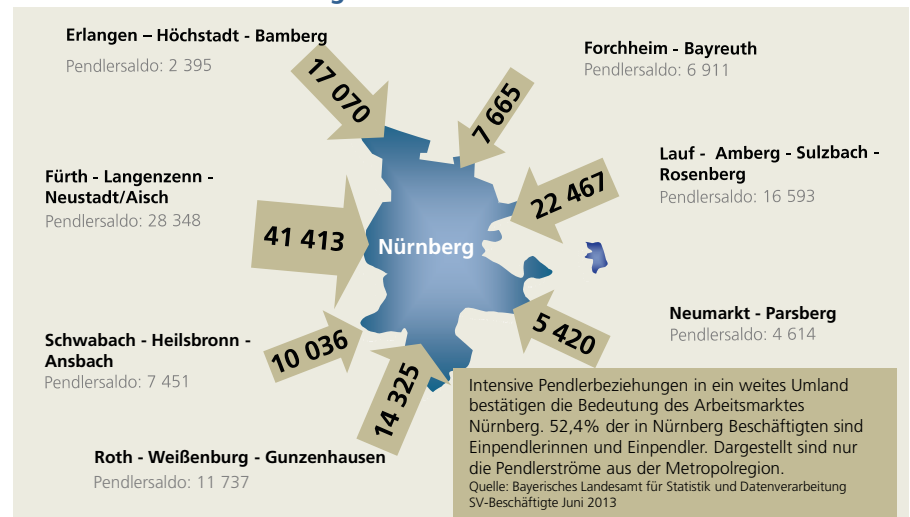 Erlangen – Höchstadt - Bamberg
Pendlersaldo: 2 395
17 070
Forchheim - Bayreuth
Pendlersaldo: 6 911
7 665
Lauf - Amberg - Sulzbach -
Rosenberg
Pendlersaldo: 16 593
22 467
Fürth - Langenzenn -
Neustadt/Aisch
Pendlersaldo: 28 348
41 413
Nürnberg
Neumarkt - Parsberg
Pendlersaldo: 4 614
5 420
Schwabach - Heilsbronn -
Ansbach
Pendlersaldo: 7 451
10 036
14 325
Roth - Weißenburg - Gunzenhausen
Pendlersaldo: 11 737
Intensive Pendlerbeziehungen in ein weites Umland
bestätigen die Bedeutung des Arbeitsmarktes
Nürnberg. 52,4% der in Nürnberg Beschäftigten sind
Einpendlerinnen und Einpendler. Dargestellt sind nur
die Pendlerströme aus der Metropolregion.
Quelle: Bayerisches Landesamt für Statistik und Datenverarbeitung
SV-Beschäftigte Juni 2013